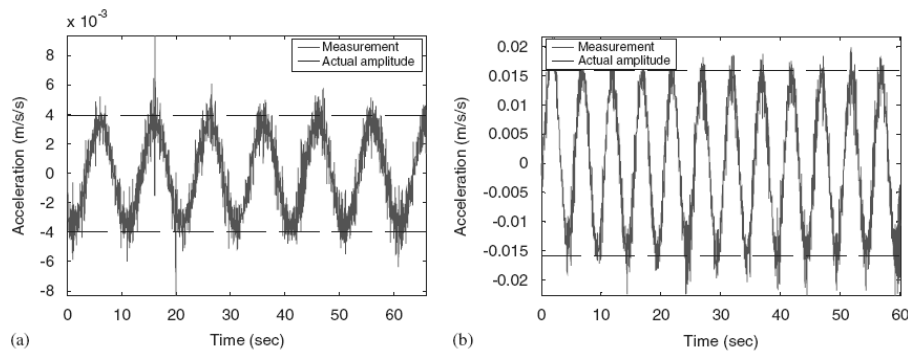 x 10⁻³
8
6
4
2
0
-2
-4
-6
-8
Acceleration (m/s/s)
Measurement
Actual amplitude
0 10 20 30 40 50 60
Time (sec)
(a)
0.02
0.015
0.01
0.005
0
-0.005
-0.01
-0.015
-0.02
Acceleration (m/s/s)
Measurement
Actual amplitude
0 10 20 30 40 50 60
Time (sec)
(b)